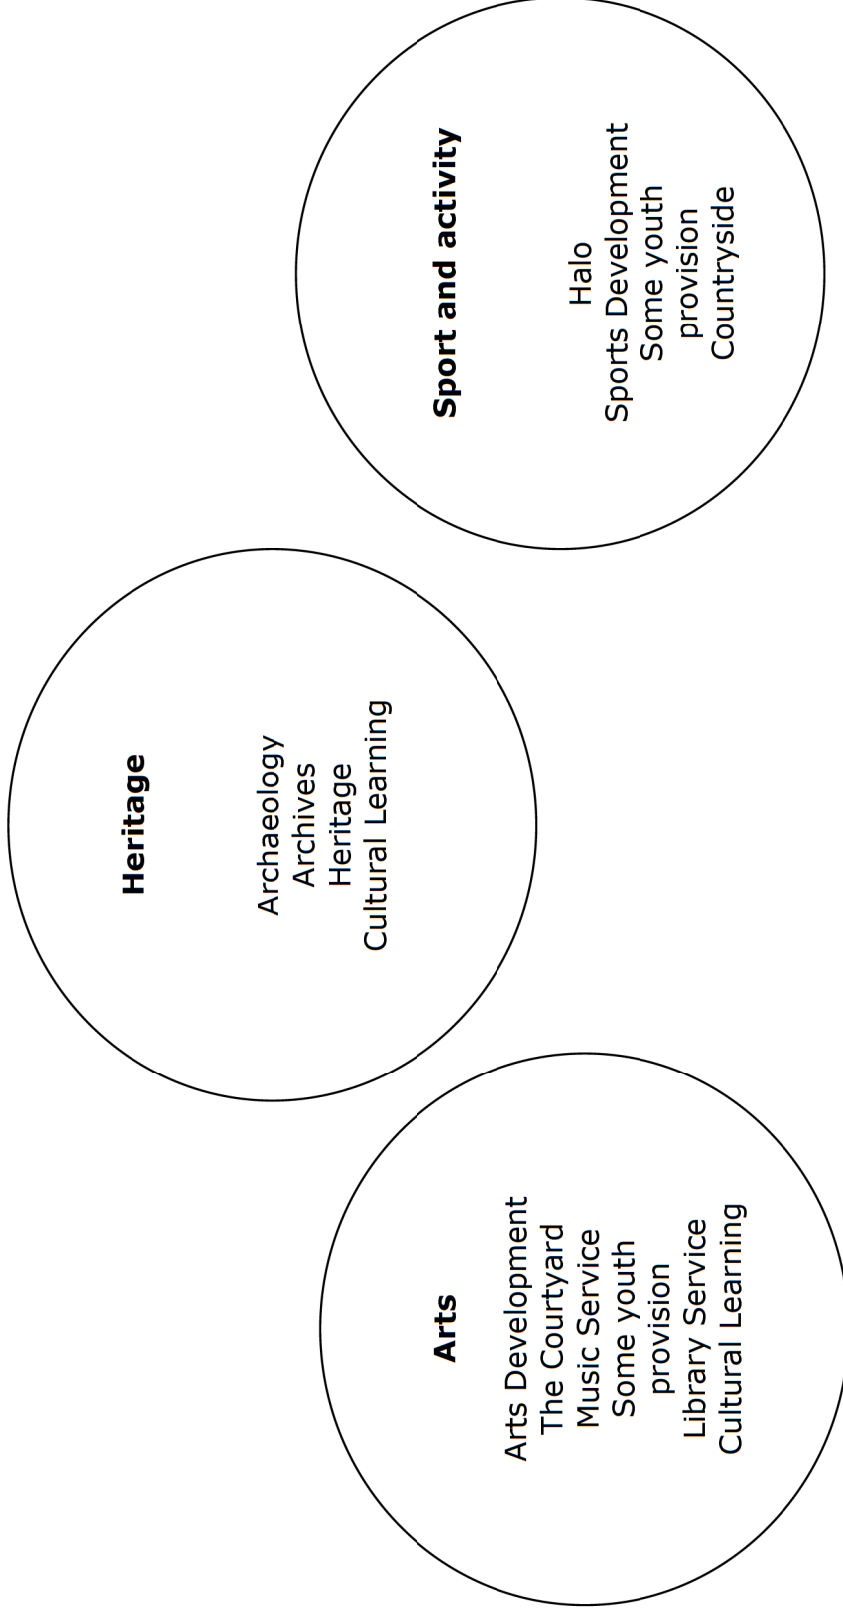 Arts
Arts Development
The Courtyard
Music Service
Some youth
provision
Library Service
Cultural Learning
Heritage
Archaeology
Archives
Heritage
Cultural Learning
Sport and activity
Halo
Sports Development
Some youth
provision
Countryside